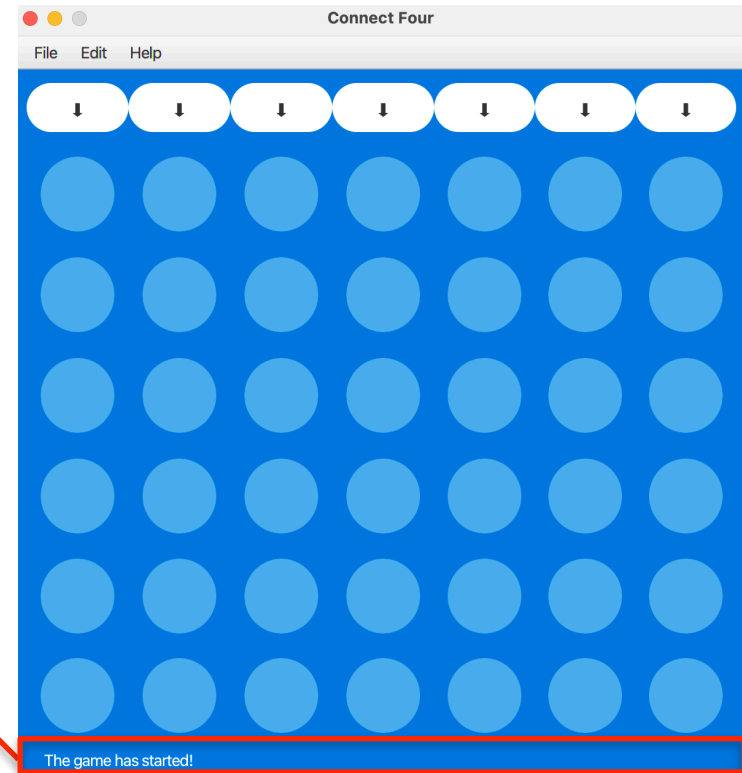 Connect Four
File Edit Help
⬇ ⬇ ⬇ ⬇ ⬇ ⬇ ⬇
The game has started!